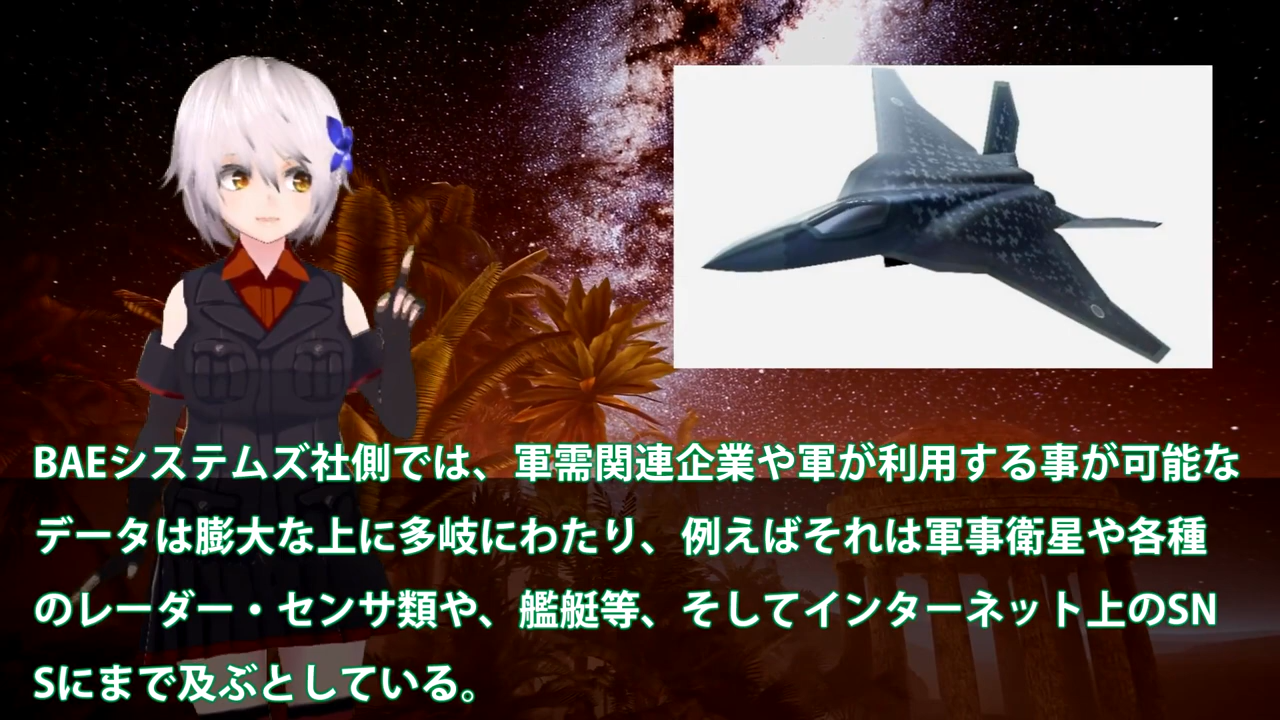 BAEシステムズ社側では、軍需関連企業や軍が利用する事が可能な
データは膨大な上に多岐にわたり、例えばそれは軍事衛星や各種
のレーダー・センサ類や、艦艇等、そしてインターネット上のSN
Sにまで及ぶとしている。